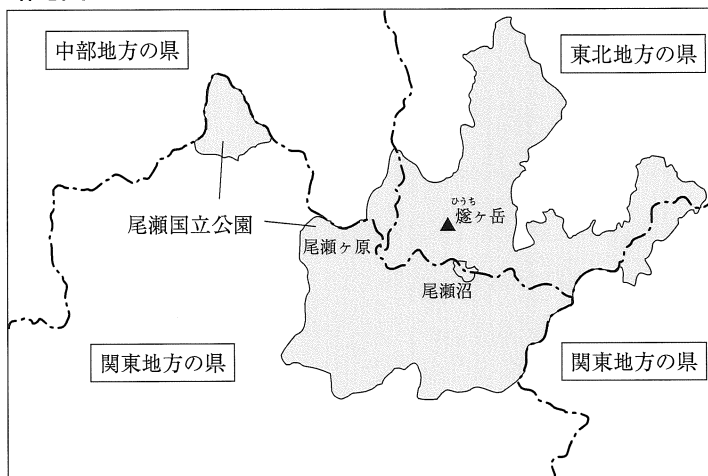 中部地方の県
東北地方の県
ひうち
燧ヶ岳
尾瀬国立公園
尾瀬ヶ原
尾瀬沼
関東地方の県
関東地方の県